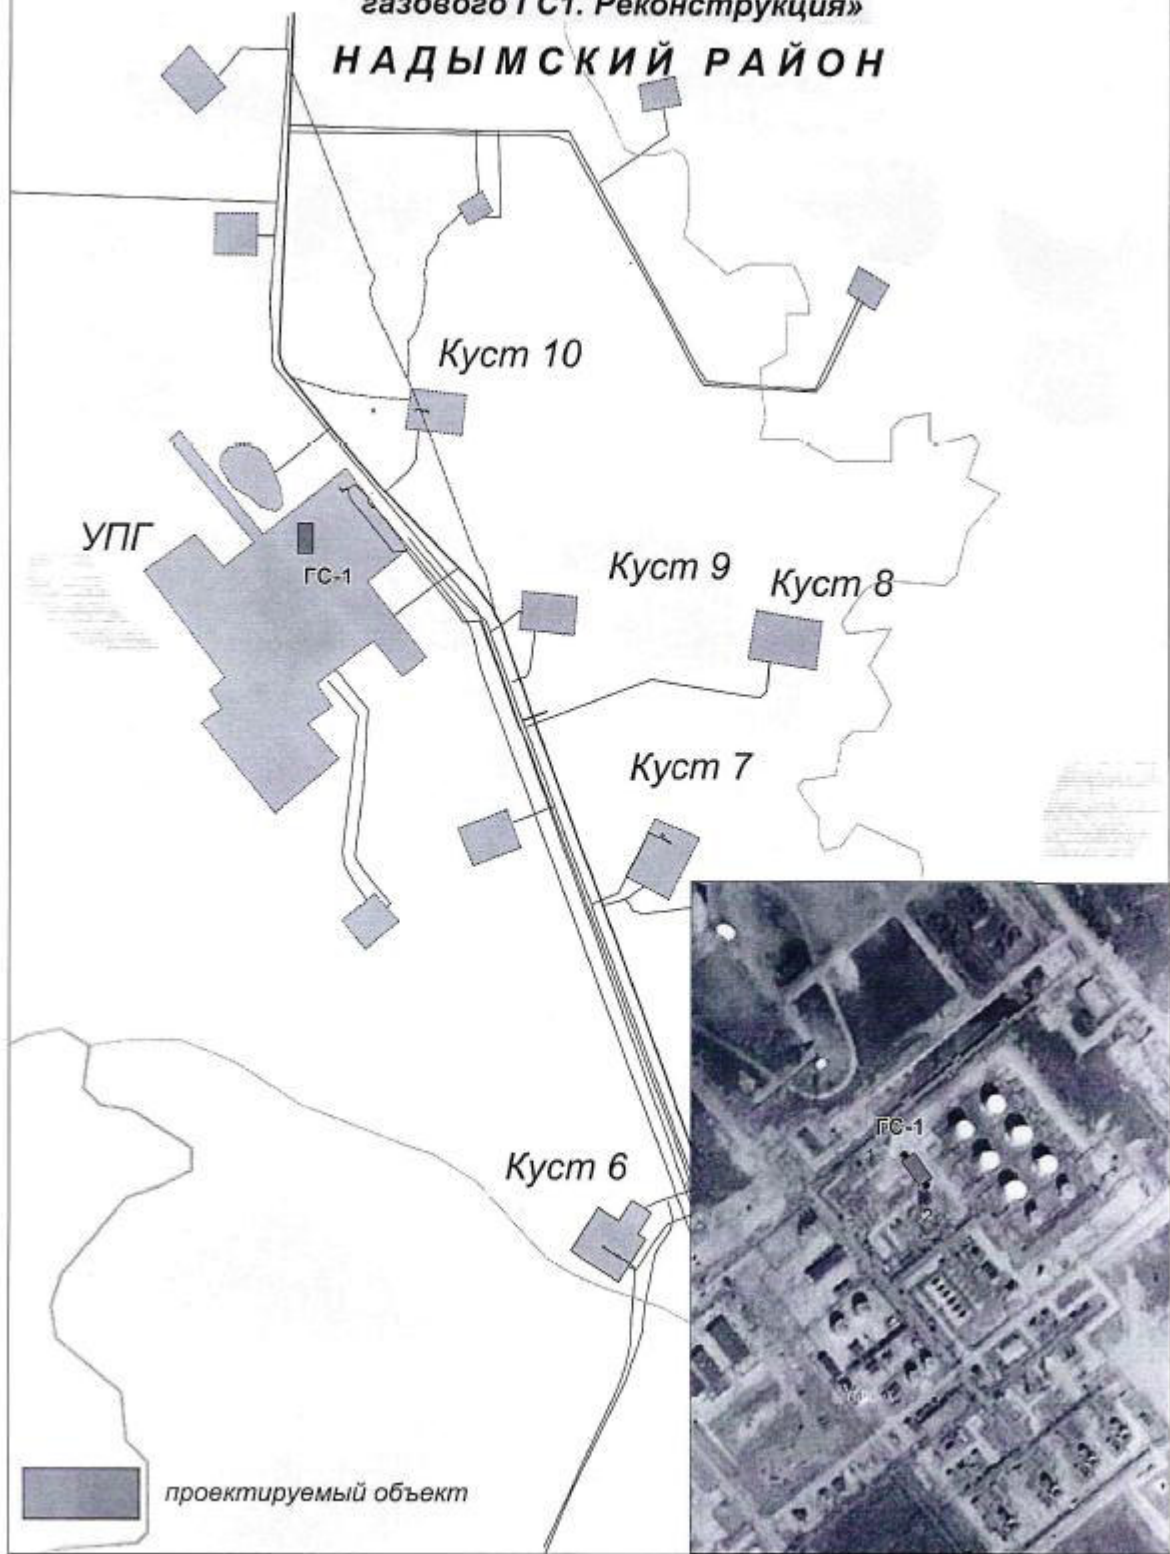 газового ГС1. Реконструкция»
НАДЫМСКИЙ РАЙОН
Куст 10
УПГ
ГС-1
Куст 9
Куст 8
Куст 7
ГС-1
2
Куст 6
проектируемый объект